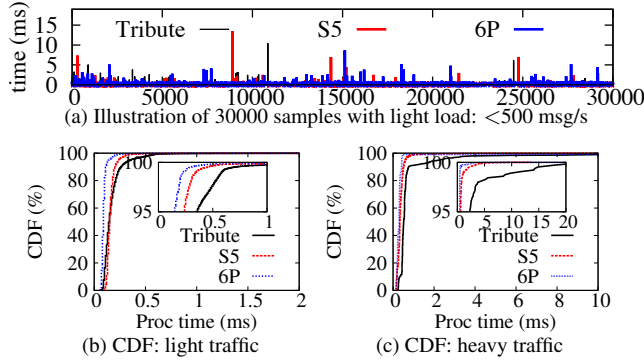 Tribute S5 6P
time (ms)
15
10
5
0
0 5000 10000 15000 20000 25000 30000
(a) Illustration of 30000 samples with light load: <500 msg/s
CDF (%)
100
80
60
40
20
0
100
95
0 0.5 1
Tribute
S5
6P
0 0.5 1 1.5 2
Proc time (ms)
(b) CDF: light traffic
CDF (%)
100
80
60
40
20
0
100
95
0 5 10 15 20
Tribute
S5
6P
0 2 4 6 8 10
Proc time (ms)
(c) CDF: heavy traffic